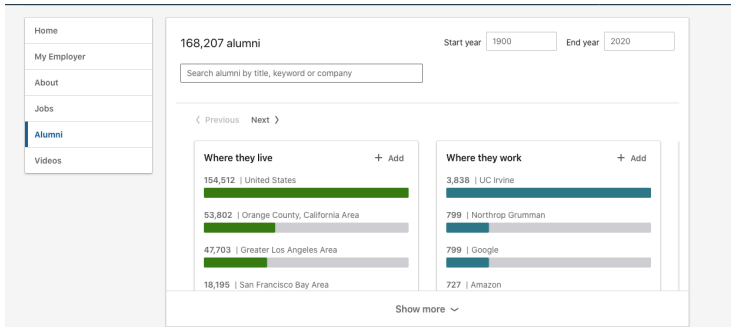 Home
My Employer
About
Jobs
Alumni
Videos
168,207 alumni
Start year 1900 End year 2020
Search alumni by title, keyword or company
Previous Next
Where they live + Add
154,512 | United States
53,802 | Orange County, California Area
47,703 | Greater Los Angeles Area
18,195 | San Francisco Bay Area
Where they work + Add
3,838 | UC Irvine
799 | Northrop Grumman
799 | Google
727 | Amazon
Show more